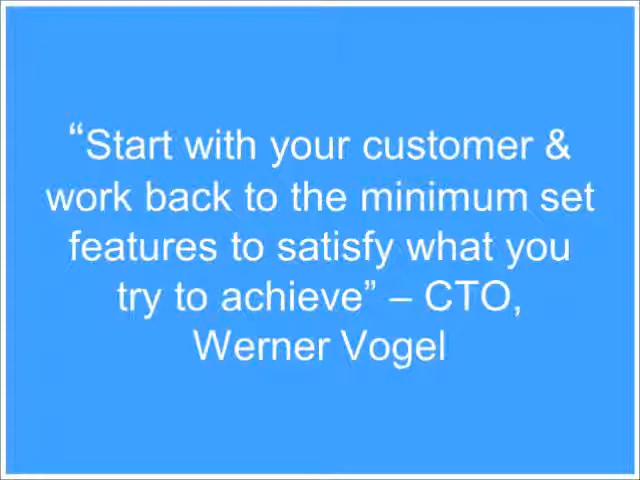 “Start with your customer &
work back to the minimum set
features to satisfy what you
try to achieve” – CTO,
Werner Vogel